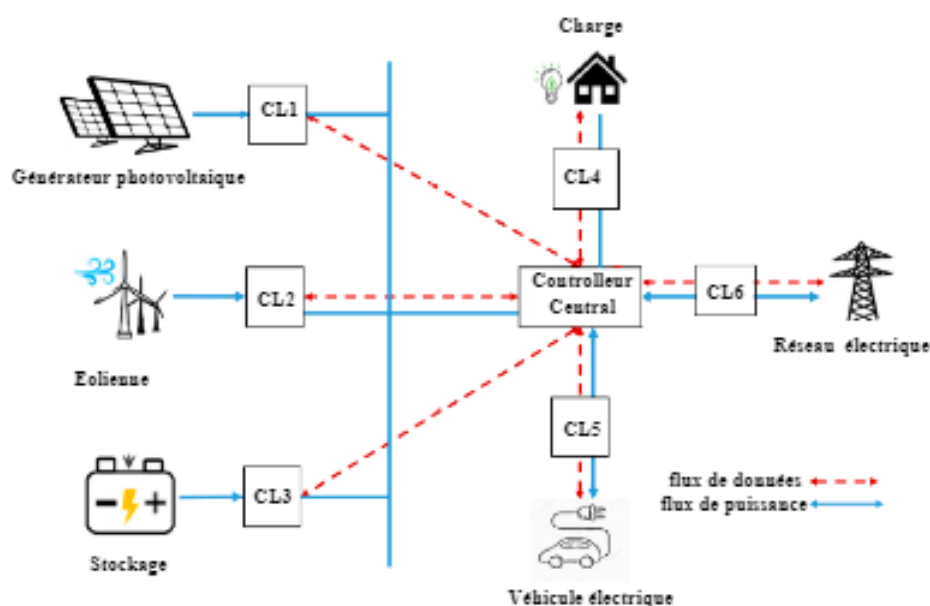 Charge
CL1
Générateur photovoltaique
CL4
Controlleur
Central
CL2
CL6
Eolienne
Réseau électrique
CL5
CL3
flux de données
flux de puissance
Stockage
Véhicule électrique